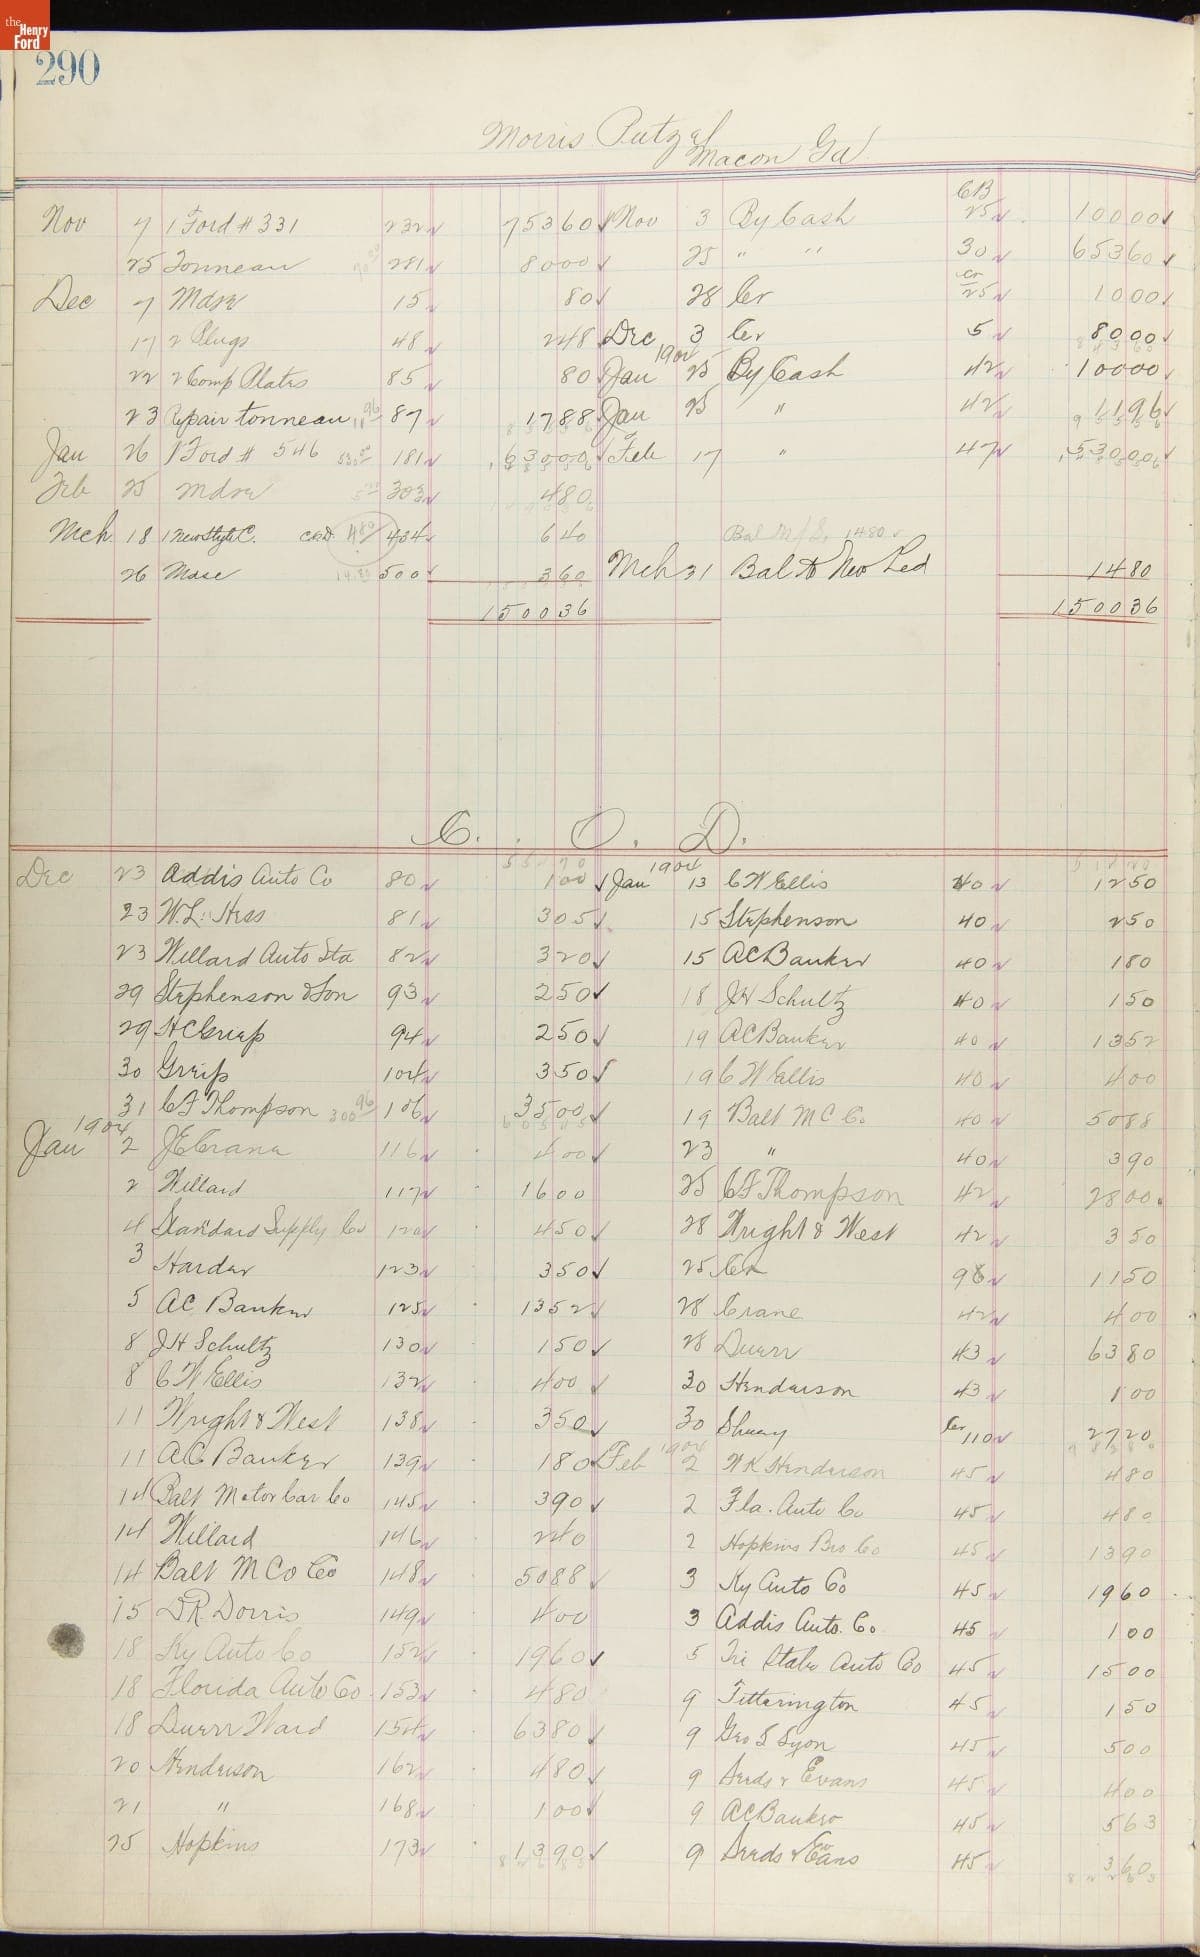 the Henry Ford
290
Morris Putzel
Macon Ga
CB
Nov 7 1 Ford # 331 232 753 60 Nov 3 By Cash 25 100 00
25 Tonneau 281 80 00 25 " " 30 653 60
Dec 7 Mdse 15 80 28 Cr Cr 25 10 00
17 2 Plugs 48 2 48 Dec 3 Cr 5 80 00
22 2 Comp Plates 85 80 Jan 1904 25 By Cash 42 100 00
23 Repair tonneau 87 17 88 Jan 25 " 42 11 96
Jan 26 1 Ford # 546 181 630 00 Feb 17 " 47 530 00
Feb 25 Mdse 303 4 80
Mch 18 1 New Style C. 404 6 40 Bal 14 80
26 Mdse 14.80 500 3 60 Mch 31 Bal to New Led 14 80
1500 36 1500 36
C. O. D.
Dec 23 Addis Auto Co 80 1 00 Jan 1904 13 C W Ellis 40 12 50
23 W.L. Hess 81 3 05 15 Stephenson 40 2 50
23 Willard Auto Sta 82 3 20 15 A C Banker 40 1 80
29 Stephenson & Son 93 2 50 18 J H Schultz 40 1 50
29 H C 94 2 50 19 A C Banker 40 13 52
30 Greip 104 3 50 19 C W Ellis 40 4 00
31 C F Thompson 106 35 00 19 Balt M C Co. 40 50 88
Jan 1904 2 J E Crane 116 4 00 23 " 40 3 90
2 Willard 117 16 00 25 C F Thompson 42 28 00
4 Standard Supply Co 120 4 50 28 Wright & West 42 3 50
3 Harder 123 3 50 25 Cr 96 11 50
5 A C Banker 125 13 52 28 Crane 42 4 00
8 J H Schultz 130 1 50 28 Duerr 43 63 80
8 C W Ellis 132 4 00 30 Henderson 43 1 00
11 Wright & West 138 3 50 30 Cr 110 27 20
11 A C Banker 139 1 80 Feb 1904 2 W K Henderson 45 4 80
14 Balt Motor Car Co 145 3 90 2 Fla. Auto Co 45 4 80
14 Willard 146 2 40 2 Hopkins Bro Co 45 13 90
14 Balt M Co Co 148 50 88 3 Ky Auto Co 45 19 60
15 D R Dorris 149 4 00 3 Addis Auto. Co. 45 1 00
18 Ky Auto Co 152 19 60 5 Tri State Auto Co 45 15 00
18 Florida Auto Co 153 4 80 9 Titterington 45 1 50
18 Duerr Ward 154 63 80 9 Geo S Lyon 45 5 00
20 Henderson 162 4 80 9 Seeds & Evans 45 4 00
21 " 168 1 00 9 A C Banker 45 5 63
25 Hopkins 173 13 90 9 Seeds & Evans 45 3 60